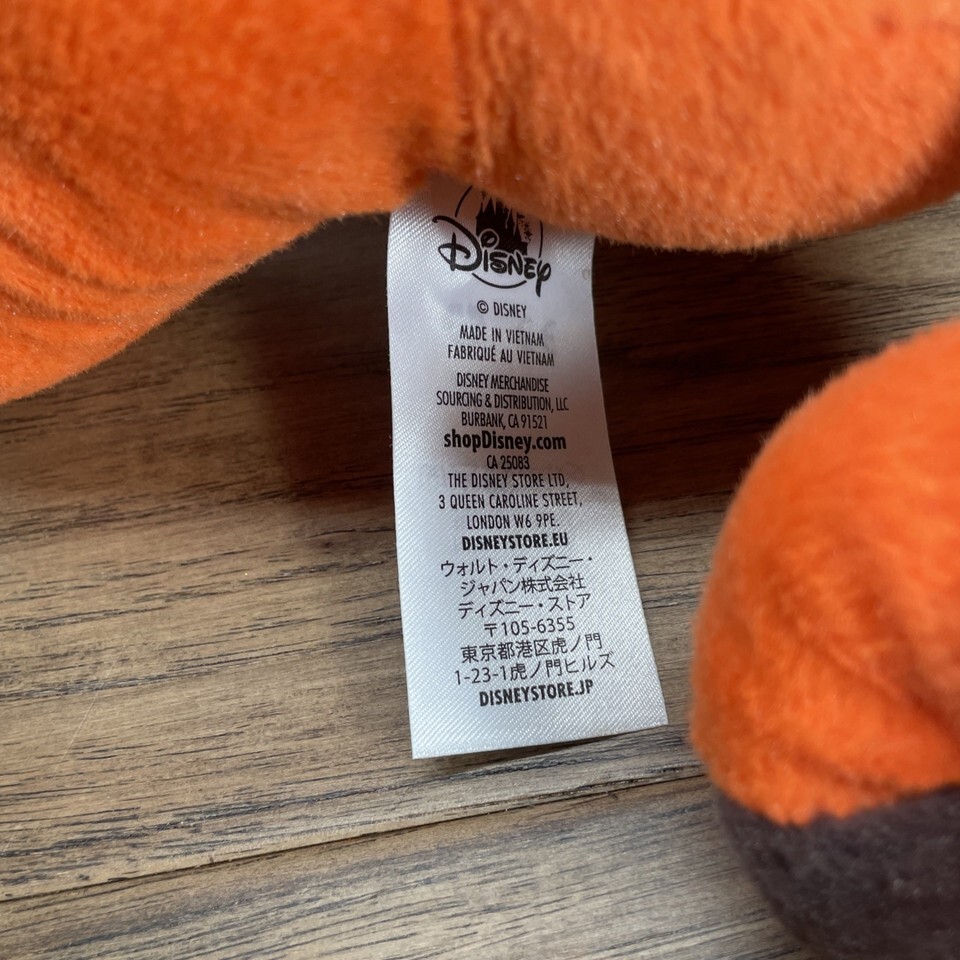 Disney
© DISNEY
MADE IN VIETNAM
FABRIQUÉ AU VIETNAM
DISNEY MERCHANDISE
SOURCING & DISTRIBUTION, LLC
BURBANK, CA 91521
shopDisney.com
CA 25083
THE DISNEY STORE LTD,
3 QUEEN CAROLINE STREET,
LONDON W6 9PE.
DISNEYSTORE.EU
ウォルト・ディズニー・
ジャパン株式会社
ディズニー・ストア
〒105-6355
東京都港区虎ノ門
1-23-1虎ノ門ヒルズ
DISNEYSTORE.JP